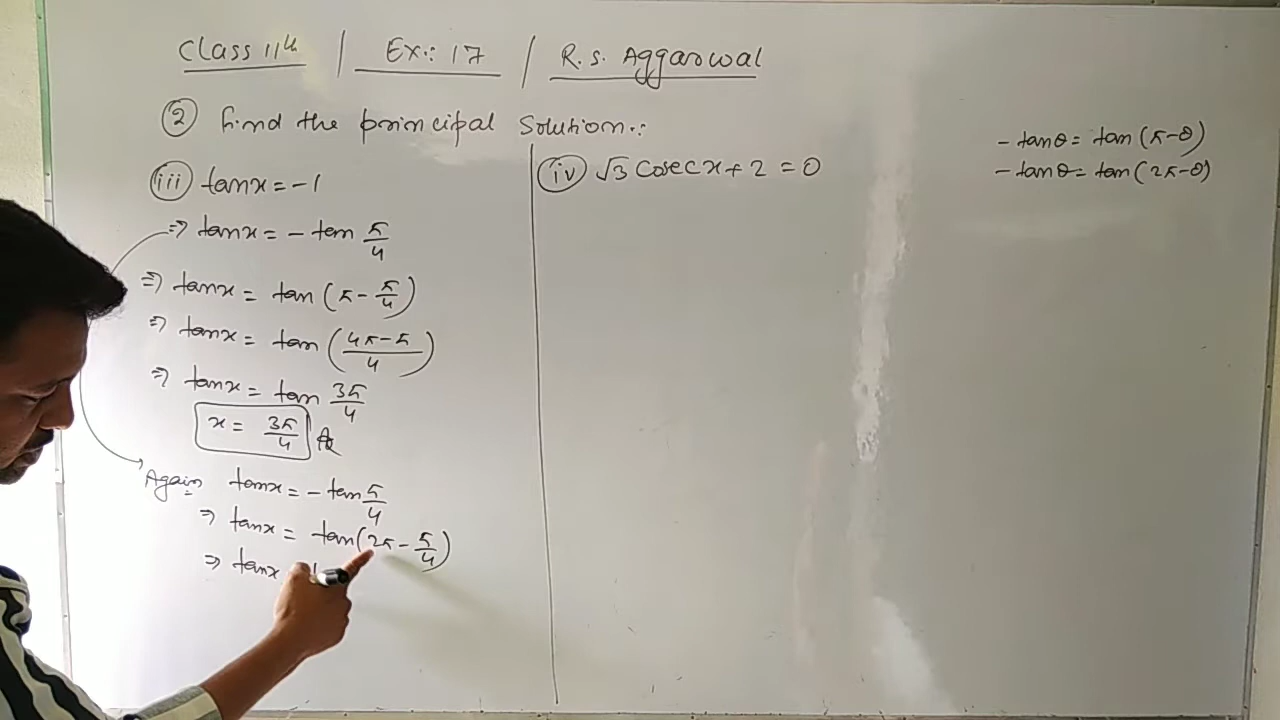 Class 11th / Ex.: 17 / R. S. Aggarwal
② Find the principal Solution.:
(iii) tanx = -1
⇒ tanx = - tan π/4
⇒ tanx = tan (π - π/4)
⇒ tanx = tan ((4π - π)/4)
⇒ tanx = tan 3π/4
x = 3π/4
Again tanx = - tan π/4
⇒ tanx = tan (2π - π/4)
⇒ tanx
(iv) √3 Cosec x + 2 = 0
- tanθ = tan (π-θ)
- tanθ = tan (2π-θ)